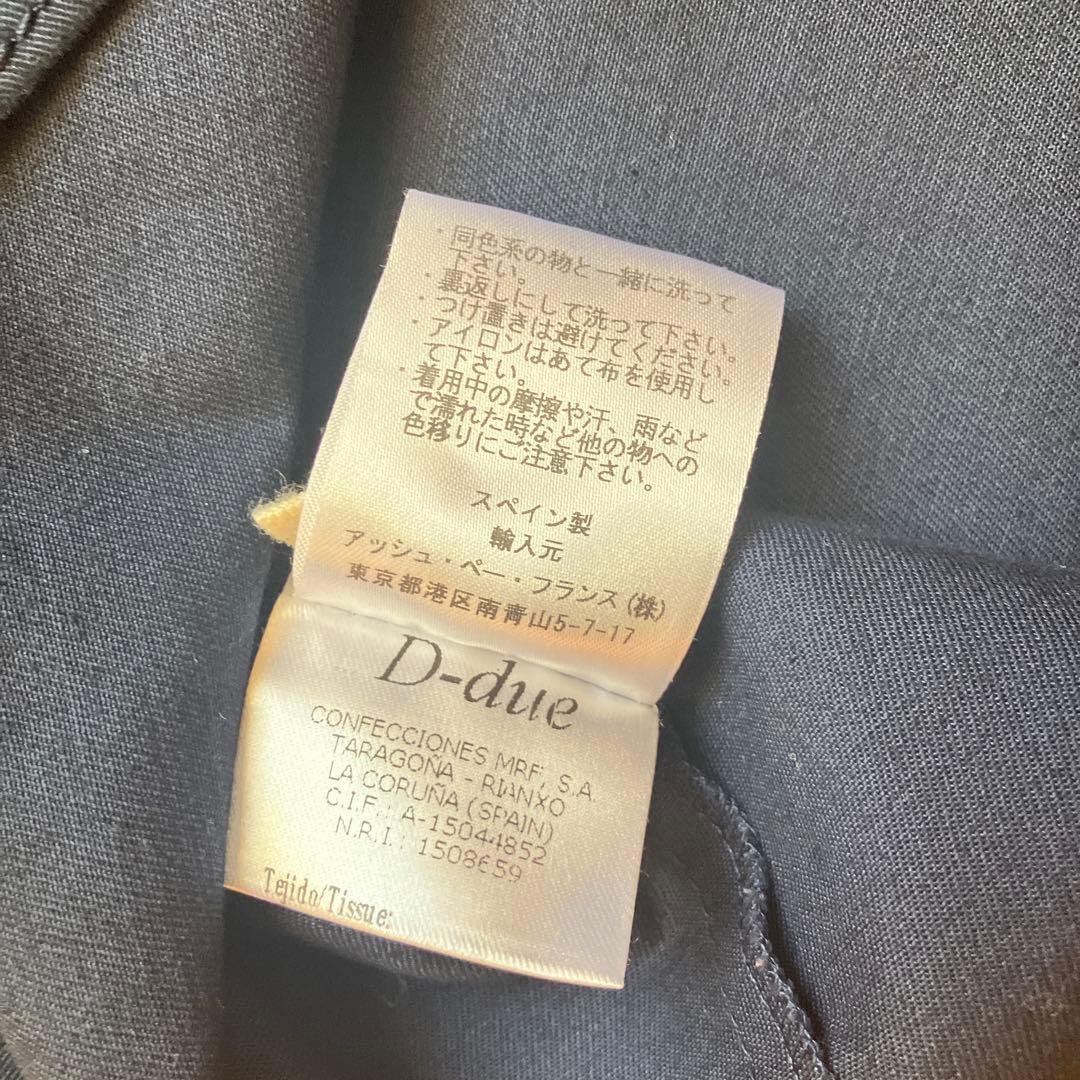 ・同色系の物と一緒に洗って
下さい。
裏返しにして洗って下さい。
・つけ置きは避けてください。
・アイロンはあて布を使用し
て下さい。
・着用中の摩擦や汗、雨など
で濡れた時など他の物への
色移りにご注意下さい。
スペイン製
輸入元
アッシュ・ペー・フランス(株)
東京都港区南青山5-7-17
D-due
CONFECCIONES MRF, S.A.
TARAGOÑA - RIANXO
LA CORUÑA (SPAIN)
C.I.F.: A-15044852
N.R.I.: 1508659
Tejido/Tissue: